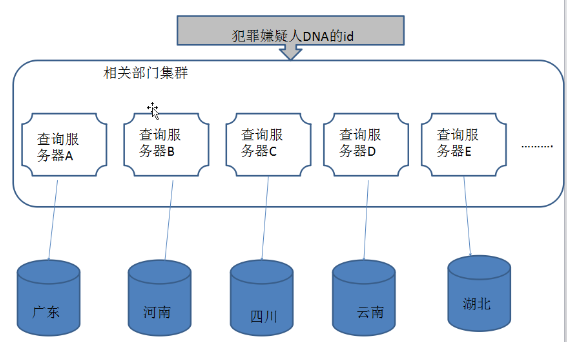 犯罪嫌疑人DNA的id
相关部门集群
查询服
务器A
查询服
务器B
查询服
务器C
查询服
务器D
查询服
务器E
..........
广东
河南
四川
云南
湖北